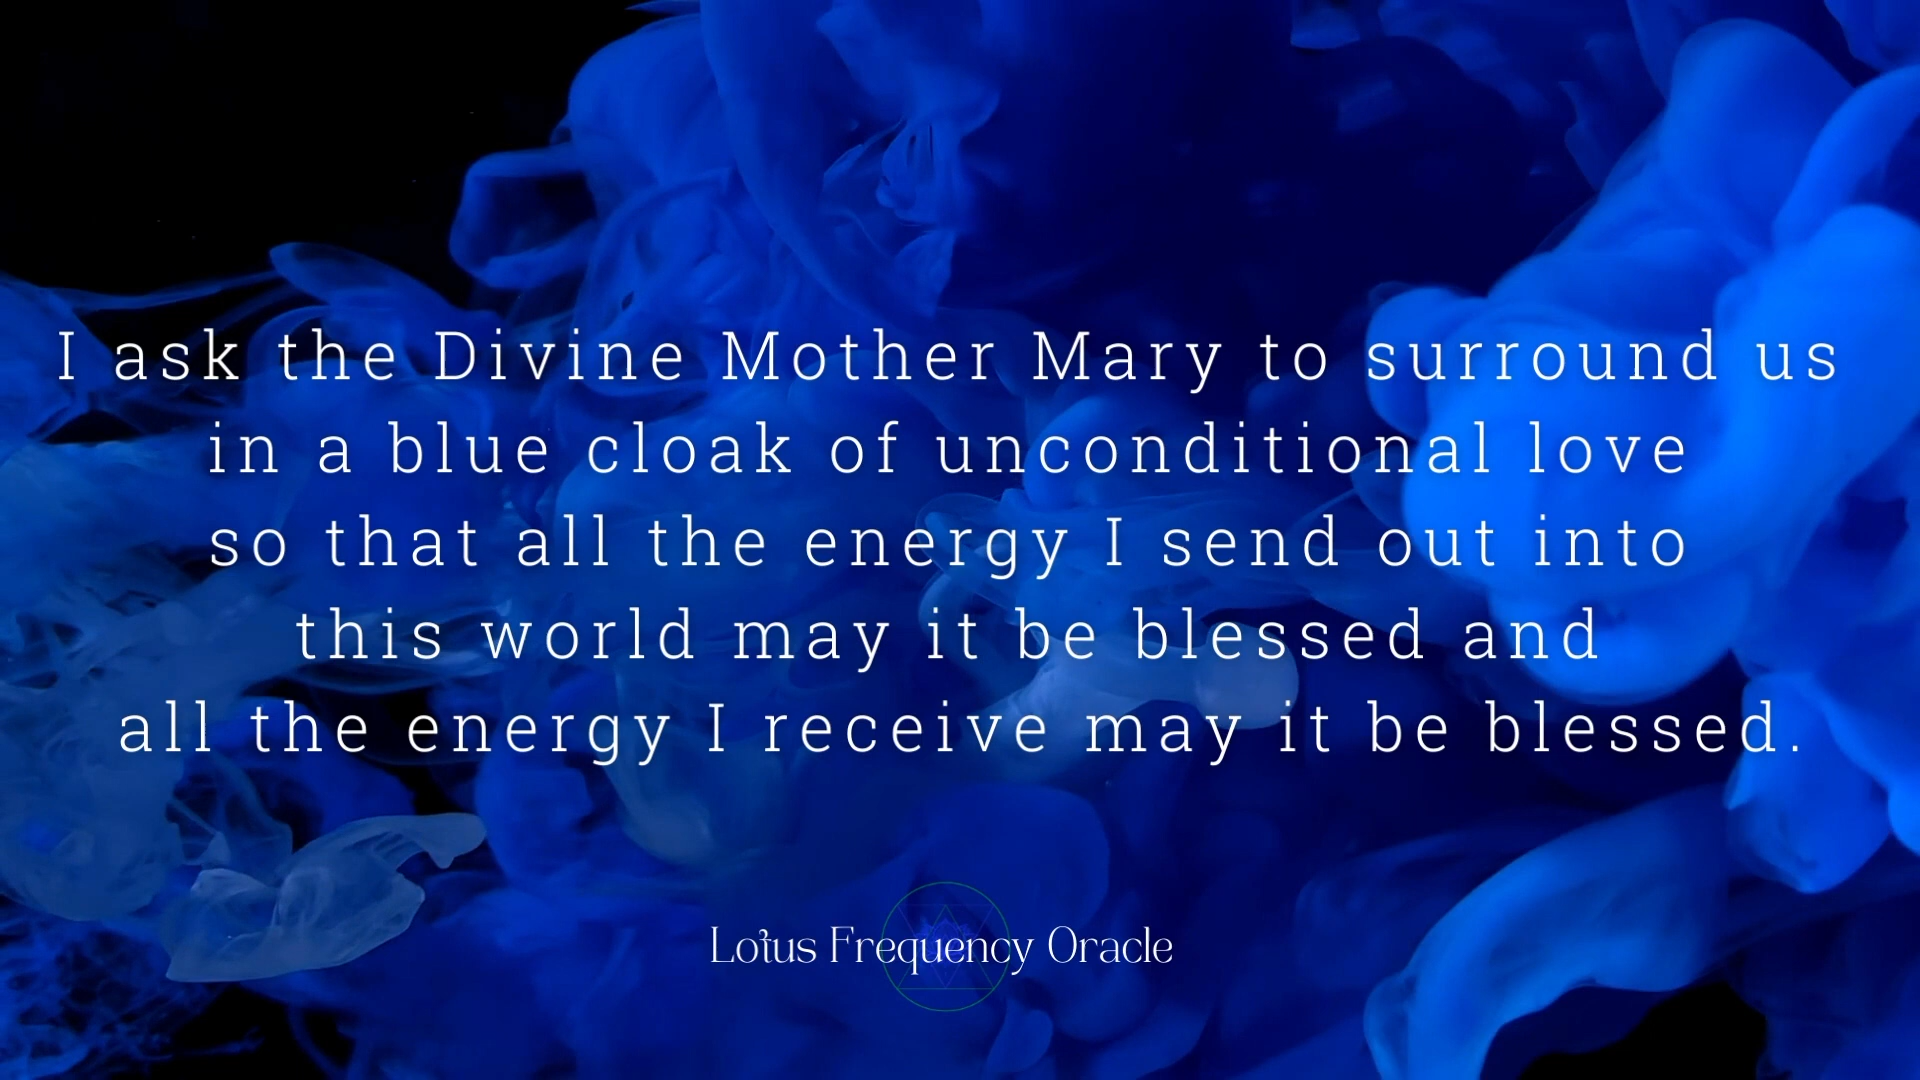 I ask the Divine Mother Mary to surround us
in a blue cloak of unconditional love
so that all the energy I send out into
this world may it be blessed and
all the energy I receive may it be blessed.
Lotus Frequency Oracle